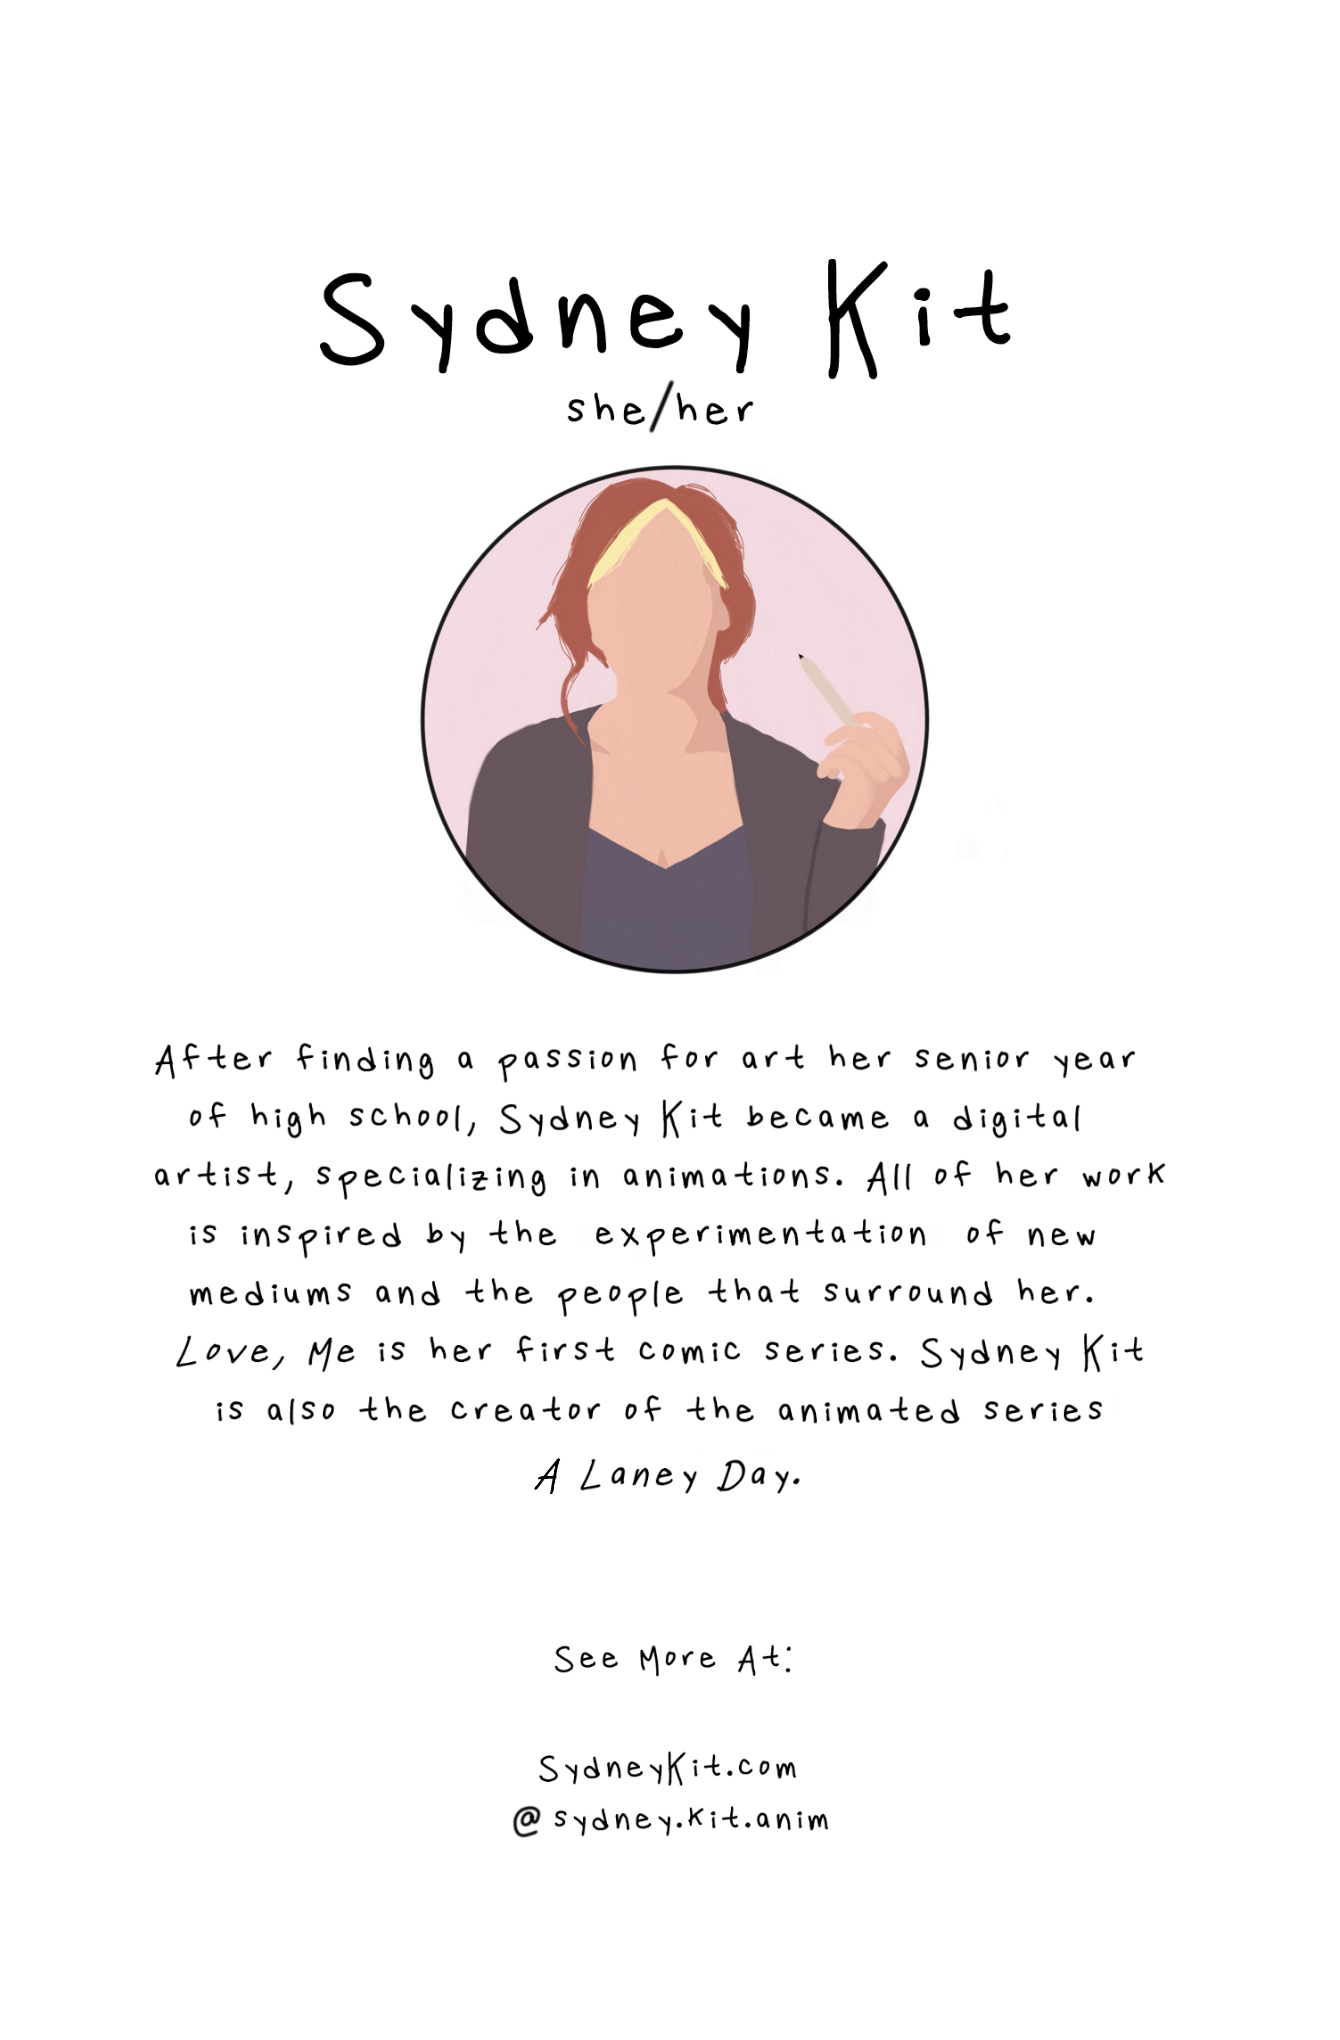 Sydney Kit
she/her
After finding a passion for art her senior year
of high school, Sydney Kit became a digital
artist, specializing in animations. All of her work
is inspired by the experimentation of new
mediums and the people that surround her.
Love, Me is her first comic series. Sydney Kit
is also the creator of the animated series
A Laney Day.
See More At:
SydneyKit.com
@sydney.kit.anim